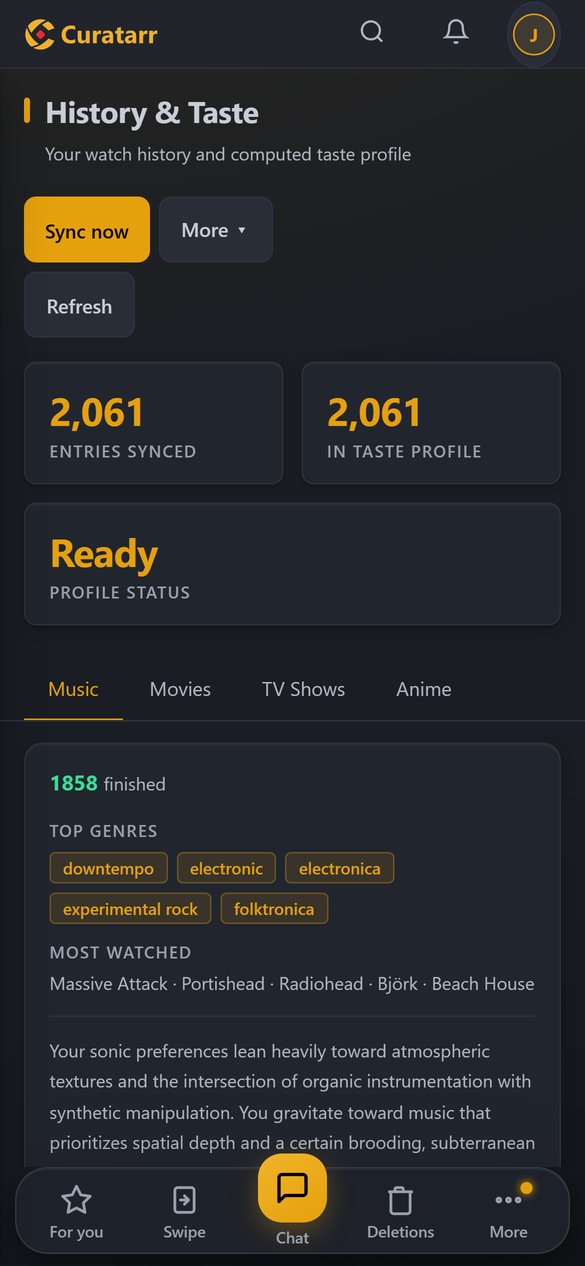 Curatarr
J
History & Taste
Your watch history and computed taste profile
Sync now
More ▼
Refresh
2,061
ENTRIES SYNCED
2,061
IN TASTE PROFILE
Ready
PROFILE STATUS
Music
Movies
TV Shows
Anime
1858 finished
TOP GENRES
downtempo
electronic
electronica
experimental rock
folktronica
MOST WATCHED
Massive Attack · Portishead · Radiohead · Björk · Beach House
Your sonic preferences lean heavily toward atmospheric
textures and the intersection of organic instrumentation with
synthetic manipulation. You gravitate toward music that
prioritizes spatial depth and a certain brooding, subterranean
For you
Swipe
Chat
Deletions
More